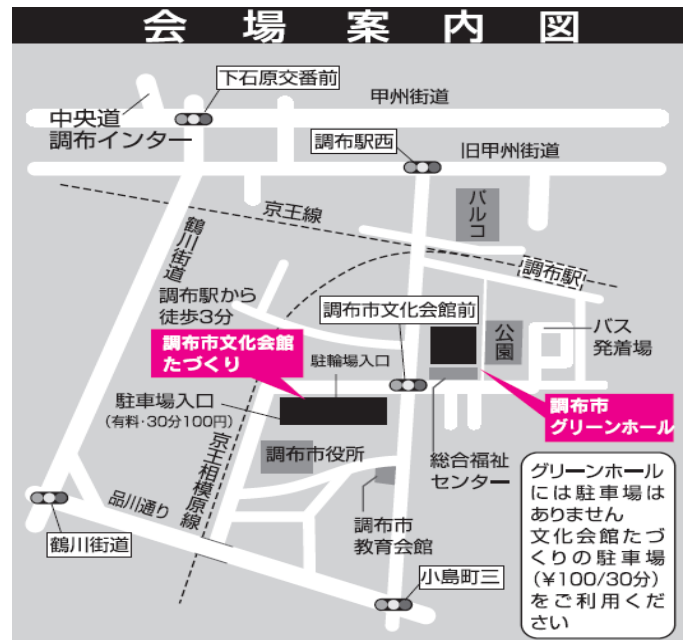 会場案内図
下石原交番前
甲州街道
中央道
調布インター
調布駅西
旧甲州街道
パルコ
京王線
鶴川街道
調布駅
調布駅から
徒歩3分
調布市文化会館前
調布市文化会館
たづくり
駐輪場入口
公園
バス
発着場
駐車場入口
(有料・30分100円)
調布市
グリーンホール
調布市役所
総合福祉
センター
京王相模原線
品川通り
鶴川街道
調布市
教育会館
小島町三
グリーンホール
には駐車場は
ありません
文化会館たづ
くりの駐車場
(¥100/30分)
をご利用くだ
さい